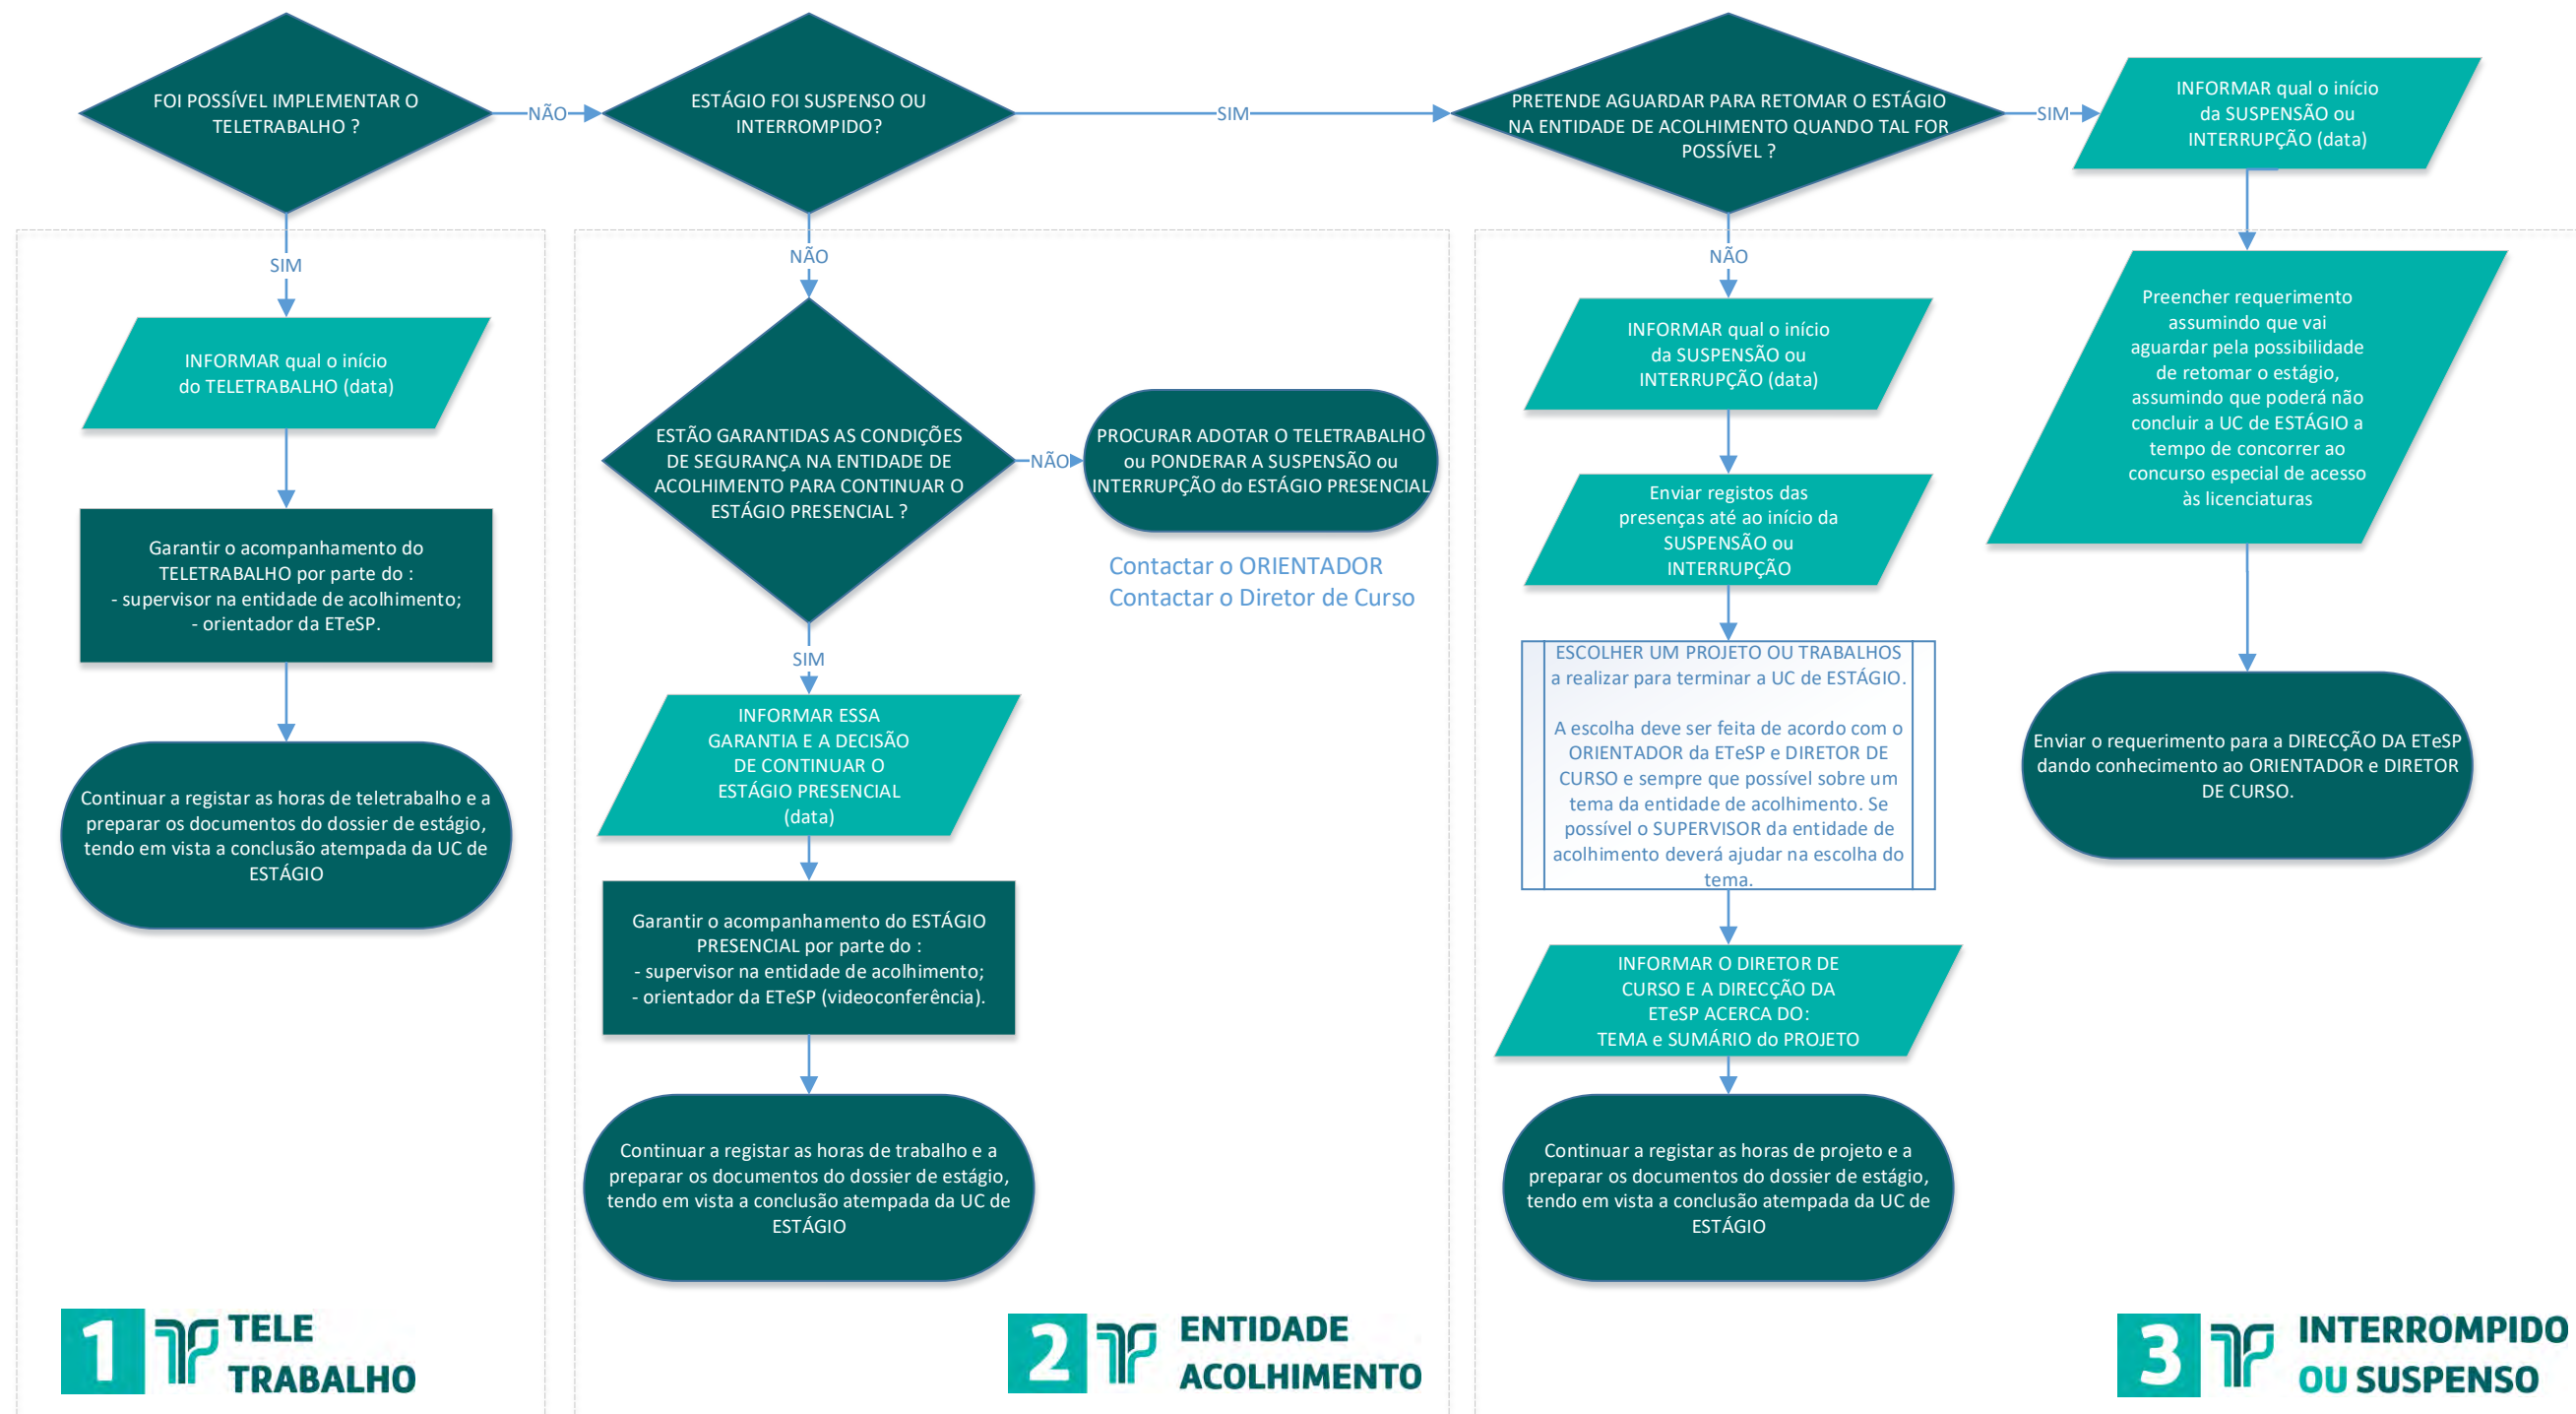 FOI POSSÍVEL IMPLEMENTAR O
TELETRABALHO ?
NÃO
ESTÁGIO FOI SUSPENSO OU
INTERROMPIDO?
SIM
PRETENDE AGUARDAR PARA RETOMAR O ESTÁGIO
NA ENTIDADE DE ACOLHIMENTO QUANDO TAL FOR
POSSÍVEL ?
SIM
INFORMAR qual o início
da SUSPENSÃO ou
INTERRUPÇÃO (data)
SIM
INFORMAR qual o início
do TELETRABALHO (data)
Garantir o acompanhamento do
TELETRABALHO por parte do :
- supervisor na entidade de acolhimento;
- orientador da ETeSP.
Continuar a registar as horas de teletrabalho e a
preparar os documentos do dossier de estágio,
tendo em vista a conclusão atempada da UC de
ESTÁGIO
1 TELE
TRABALHO
NÃO
ESTÃO GARANTIDAS AS CONDIÇÕES
DE SEGURANÇA NA ENTIDADE DE
ACOLHIMENTO PARA CONTINUAR O
ESTÁGIO PRESENCIAL ?
NÃO
PROCURAR ADOTAR O TELETRABALHO
ou PONDERAR A SUSPENSÃO ou
INTERRUPÇÃO do ESTÁGIO PRESENCIAL
Contactar o ORIENTADOR
Contactar o Diretor de Curso
SIM
INFORMAR ESSA
GARANTIA E A DECISÃO
DE CONTINUAR O
ESTÁGIO PRESENCIAL
(data)
Garantir o acompanhamento do ESTÁGIO
PRESENCIAL por parte do :
- supervisor na entidade de acolhimento;
- orientador da ETeSP (videoconferência).
Continuar a registar as horas de trabalho e a
preparar os documentos do dossier de estágio,
tendo em vista a conclusão atempada da UC de
ESTÁGIO
2 ENTIDADE
ACOLHIMENTO
NÃO
INFORMAR qual o início
da SUSPENSÃO ou
INTERRUPÇÃO (data)
Enviar registos das
presenças até ao início da
SUSPENSÃO ou
INTERRUPÇÃO
ESCOLHER UM PROJETO OU TRABALHOS
a realizar para terminar a UC de ESTÁGIO.
A escolha deve ser feita de acordo com o
ORIENTADOR da ETeSP e DIRETOR DE
CURSO e sempre que possível sobre um
tema da entidade de acolhimento. Se
possível o SUPERVISOR da entidade de
acolhimento deverá ajudar na escolha do
tema.
INFORMAR O DIRETOR DE
CURSO E A DIRECÇÃO DA
ETeSP ACERCA DO:
TEMA e SUMÁRIO do PROJETO
Continuar a registar as horas de projeto e a
preparar os documentos do dossier de estágio,
tendo em vista a conclusão atempada da UC de
ESTÁGIO
Preencher requerimento
assumindo que vai
aguardar pela possibilidade
de retomar o estágio,
assumindo que poderá não
concluir a UC de ESTÁGIO a
tempo de concorrer ao
concurso especial de acesso
às licenciaturas
Enviar o requerimento para a DIRECÇÃO DA ETeSP
dando conhecimento ao ORIENTADOR e DIRETOR
DE CURSO.
3 INTERROMPIDO
OU SUSPENSO